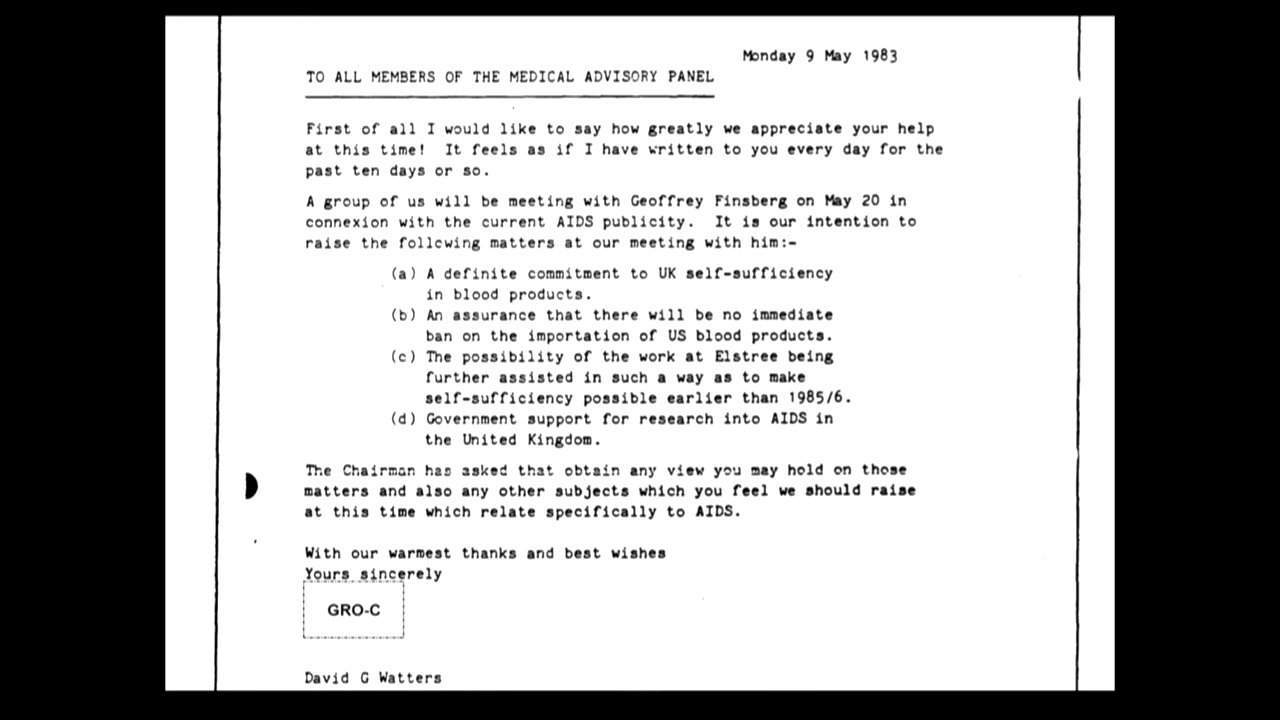 Monday 9 May 1983
TO ALL MEMBERS OF THE MEDICAL ADVISORY PANEL
First of all I would like to say how greatly we appreciate your help
at this time! It feels as if I have written to you every day for the
past ten days or so.
A group of us will be meeting with Geoffrey Finsberg on May 20 in
connexion with the current AIDS publicity. It is our intention to
raise the following matters at our meeting with him:-
(a) A definite commitment to UK self-sufficiency
in blood products.
(b) An assurance that there will be no immediate
ban on the importation of US blood products.
(c) The possibility of the work at Elstree being
further assisted in such a way as to make
self-sufficiency possible earlier than 1985/6.
(d) Government support for research into AIDS in
the United Kingdom.
The Chairman has asked that obtain any view you may hold on those
matters and also any other subjects which you feel we should raise
at this time which relate specifically to AIDS.
With our warmest thanks and best wishes
Yours sincerely
GRO-C
David G Watters